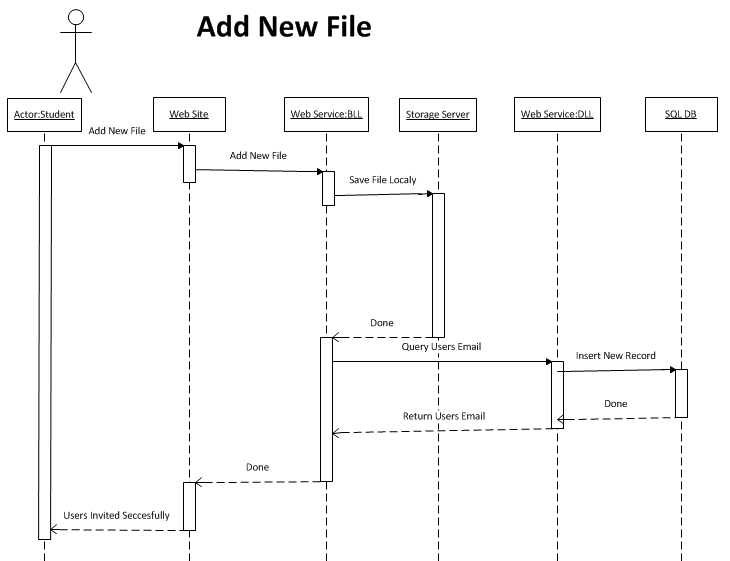 Add New File
Actor:Student
Web Site
Web Service:BLL
Storage Server
Web Service:DLL
SQL DB
Add New File
Add New File
Save File Localy
Done
Query Users Email
Insert New Record
Done
Return Users Email
Done
Users Invited Seccesfully